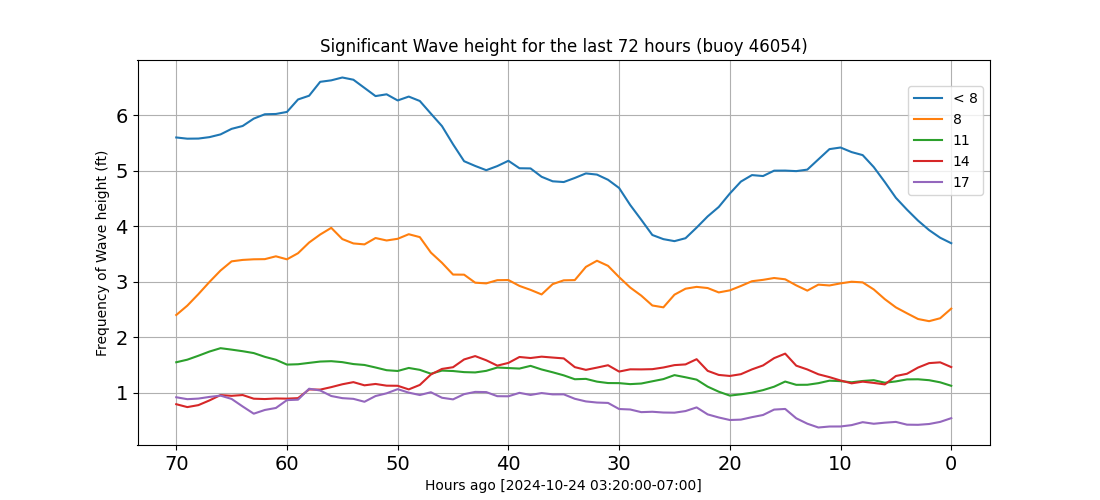 Significant Wave height for the last 72 hours (buoy 46054)
Frequency of Wave height (ft)
6
5
4
3
2
1
< 8
8
11
14
17
70 60 50 40 30 20 10 0
Hours ago [2024-10-24 03:20:00-07:00]